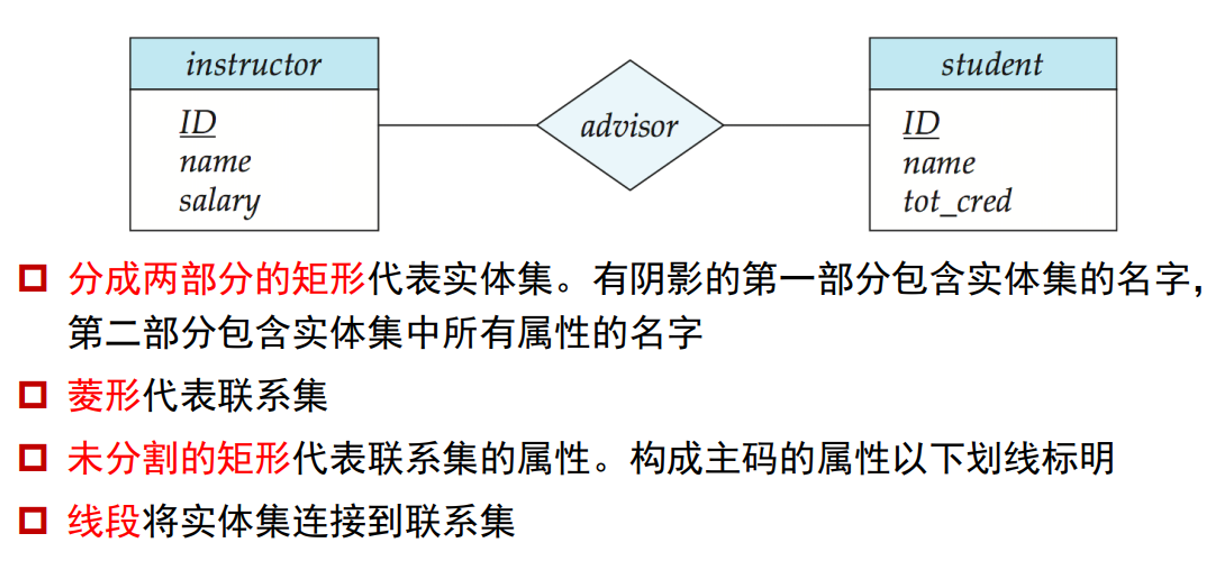 instructor
ID
name
salary
advisor
student
ID
name
tot_cred
分成两部分的矩形代表实体集。有阴影的第一部分包含实体集的名字，
第二部分包含实体集中所有属性的名字
菱形代表联系集
未分割的矩形代表联系集的属性。构成主码的属性以下划线标明
线段将实体集连接到联系集